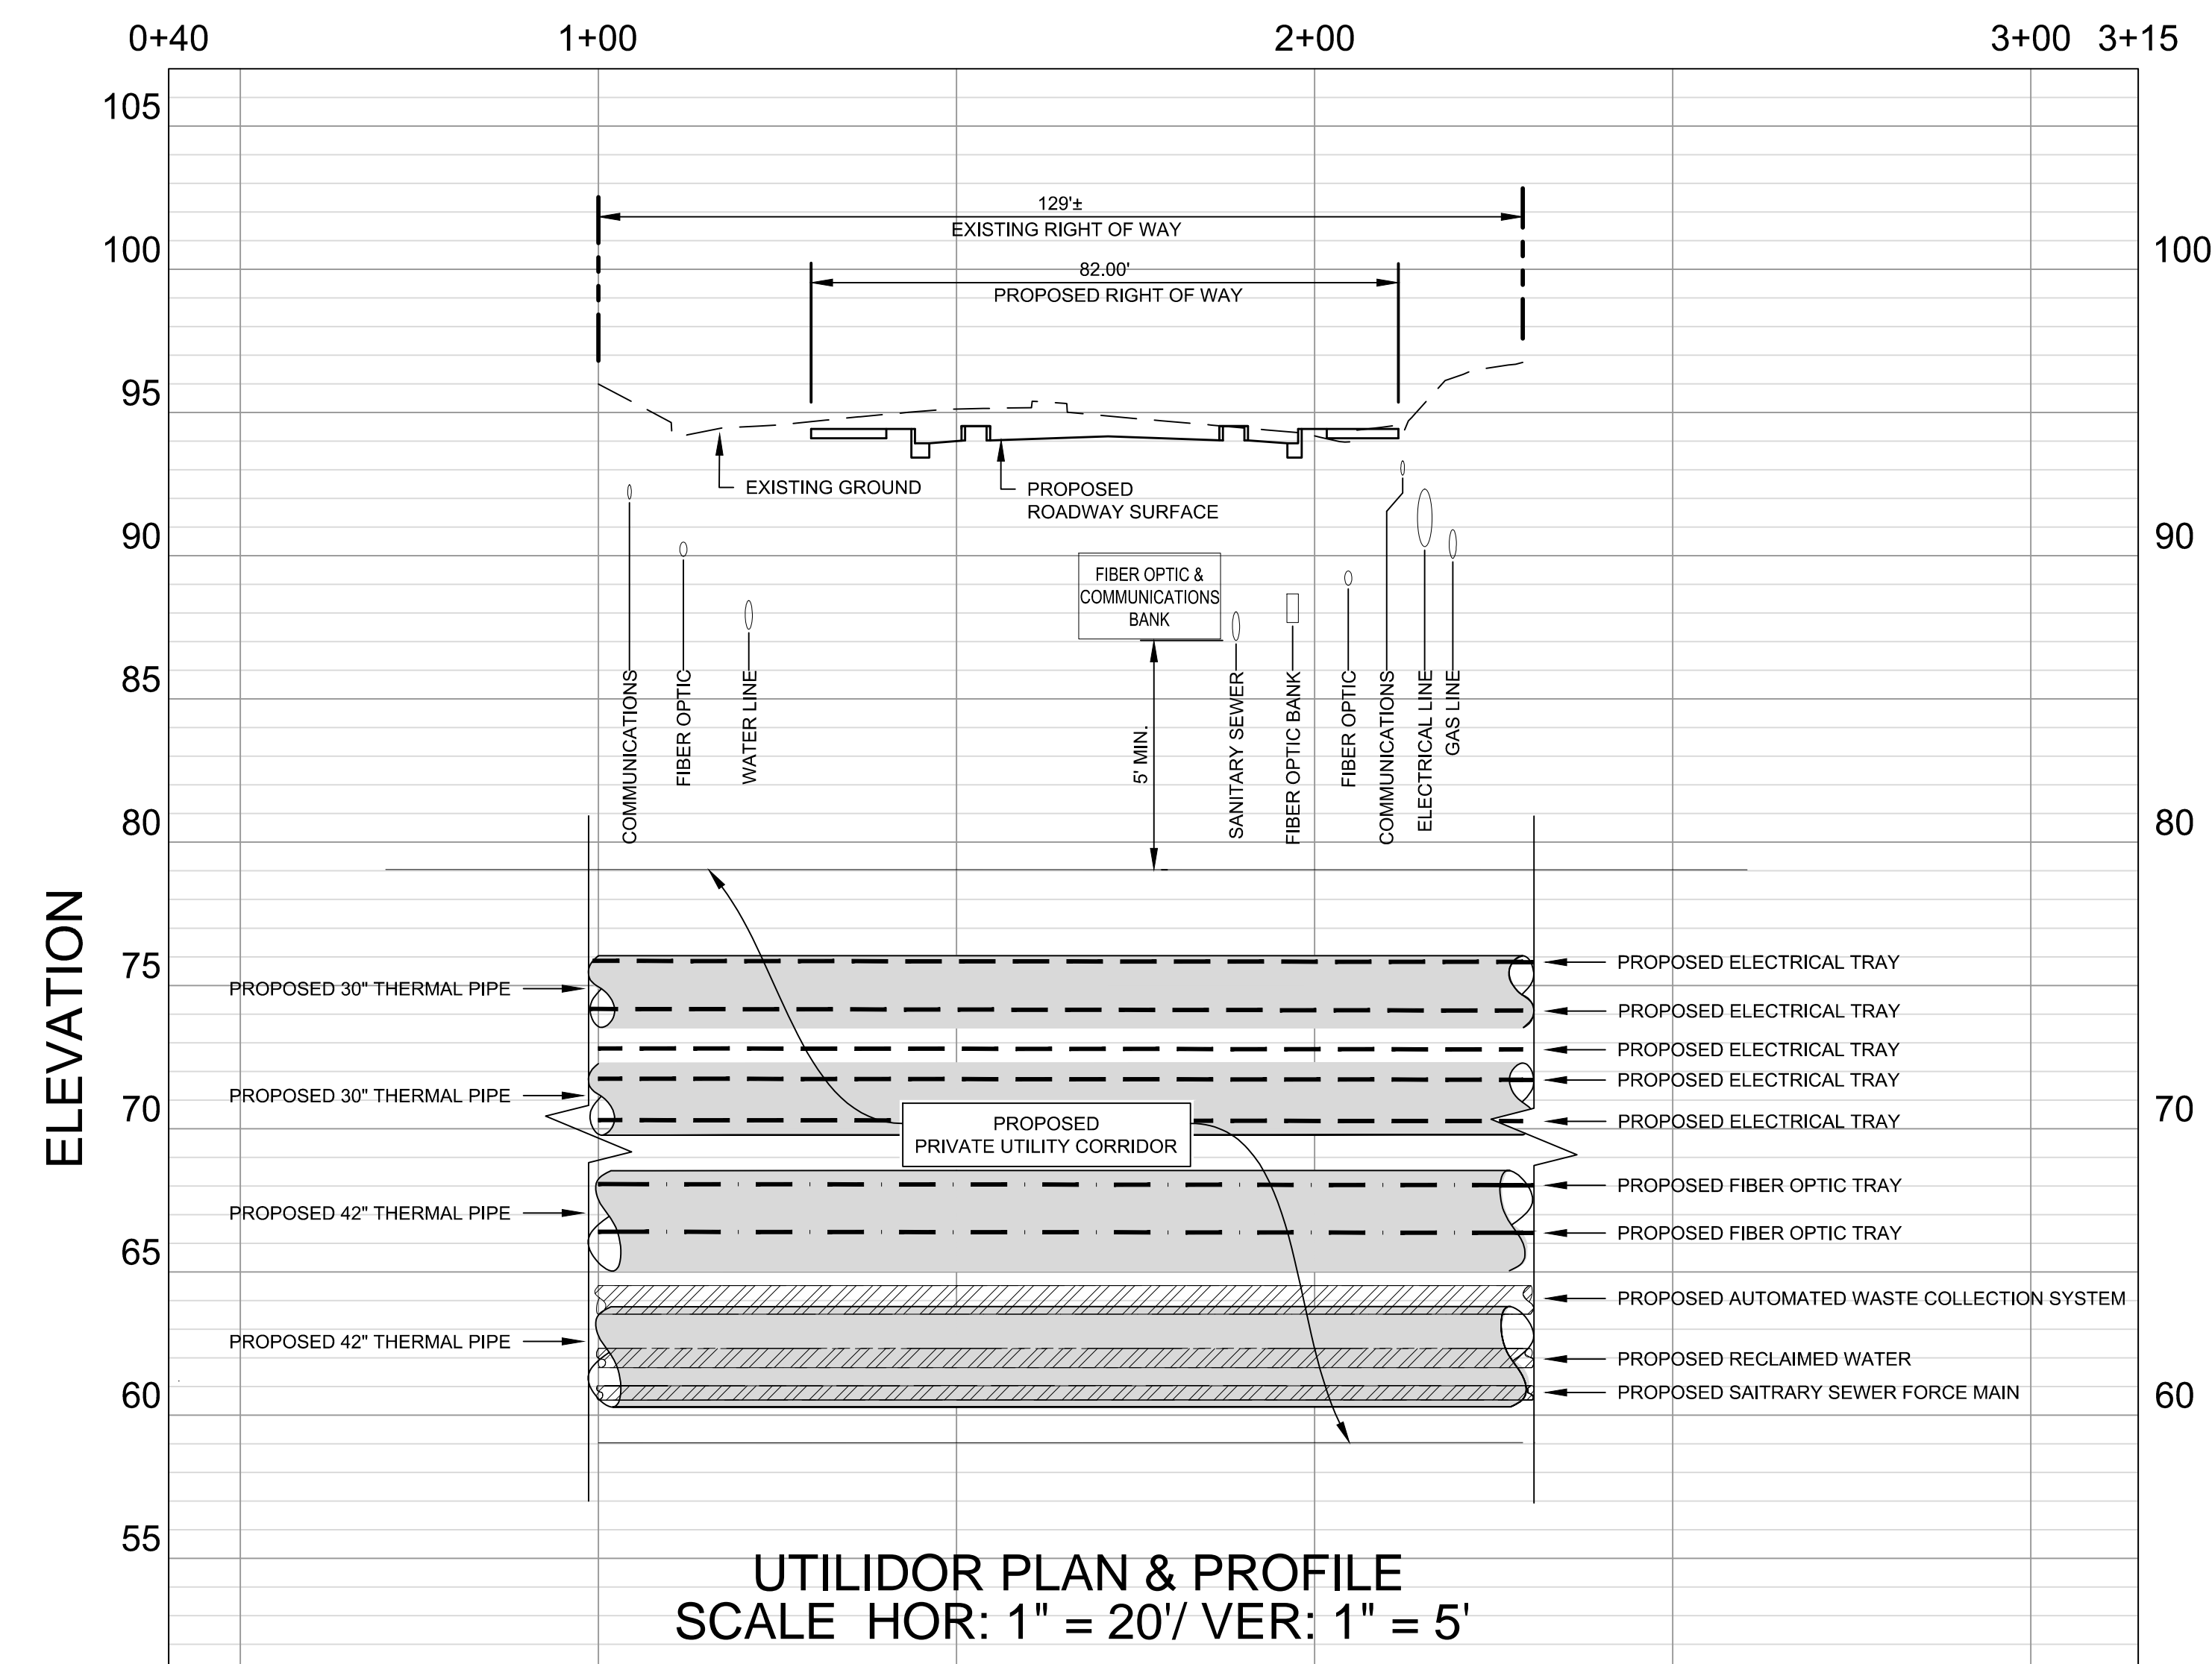 0+40 1+00 2+00 3+00 3+15
105
129'±
EXISTING RIGHT OF WAY
100 100
82.00'
PROPOSED RIGHT OF WAY
95
EXISTING GROUND
PROPOSED
ROADWAY SURFACE
90 90
FIBER OPTIC &
COMMUNICATIONS
BANK
85
COMMUNICATIONS
FIBER OPTIC
WATER LINE
5' MIN.
SANITARY SEWER
FIBER OPTIC BANK
FIBER OPTIC
COMMUNICATIONS
ELECTRICAL LINE
GAS LINE
80 80
ELEVATION
75
PROPOSED ELECTRICAL TRAY
PROPOSED 30" THERMAL PIPE
PROPOSED ELECTRICAL TRAY
PROPOSED ELECTRICAL TRAY
PROPOSED ELECTRICAL TRAY
PROPOSED 30" THERMAL PIPE
70 70
PROPOSED ELECTRICAL TRAY
PROPOSED
PRIVATE UTILITY CORRIDOR
PROPOSED FIBER OPTIC TRAY
PROPOSED 42" THERMAL PIPE
PROPOSED FIBER OPTIC TRAY
65
PROPOSED AUTOMATED WASTE COLLECTION SYSTEM
PROPOSED 42" THERMAL PIPE
PROPOSED RECLAIMED WATER
60 60
PROPOSED SAITRARY SEWER FORCE MAIN
55
UTILIDOR PLAN & PROFILE
SCALE HOR: 1" = 20'/ VER: 1" = 5'